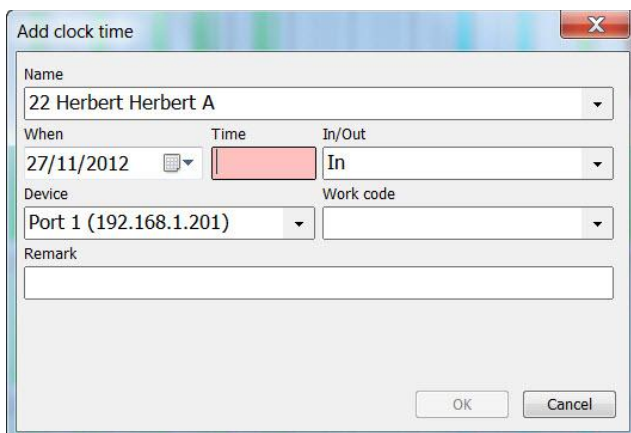 Add clock time
Name
22 Herbert Herbert A
When Time In/Out
27/11/2012 In
Device Work code
Port 1 (192.168.1.201)
Remark
OK Cancel